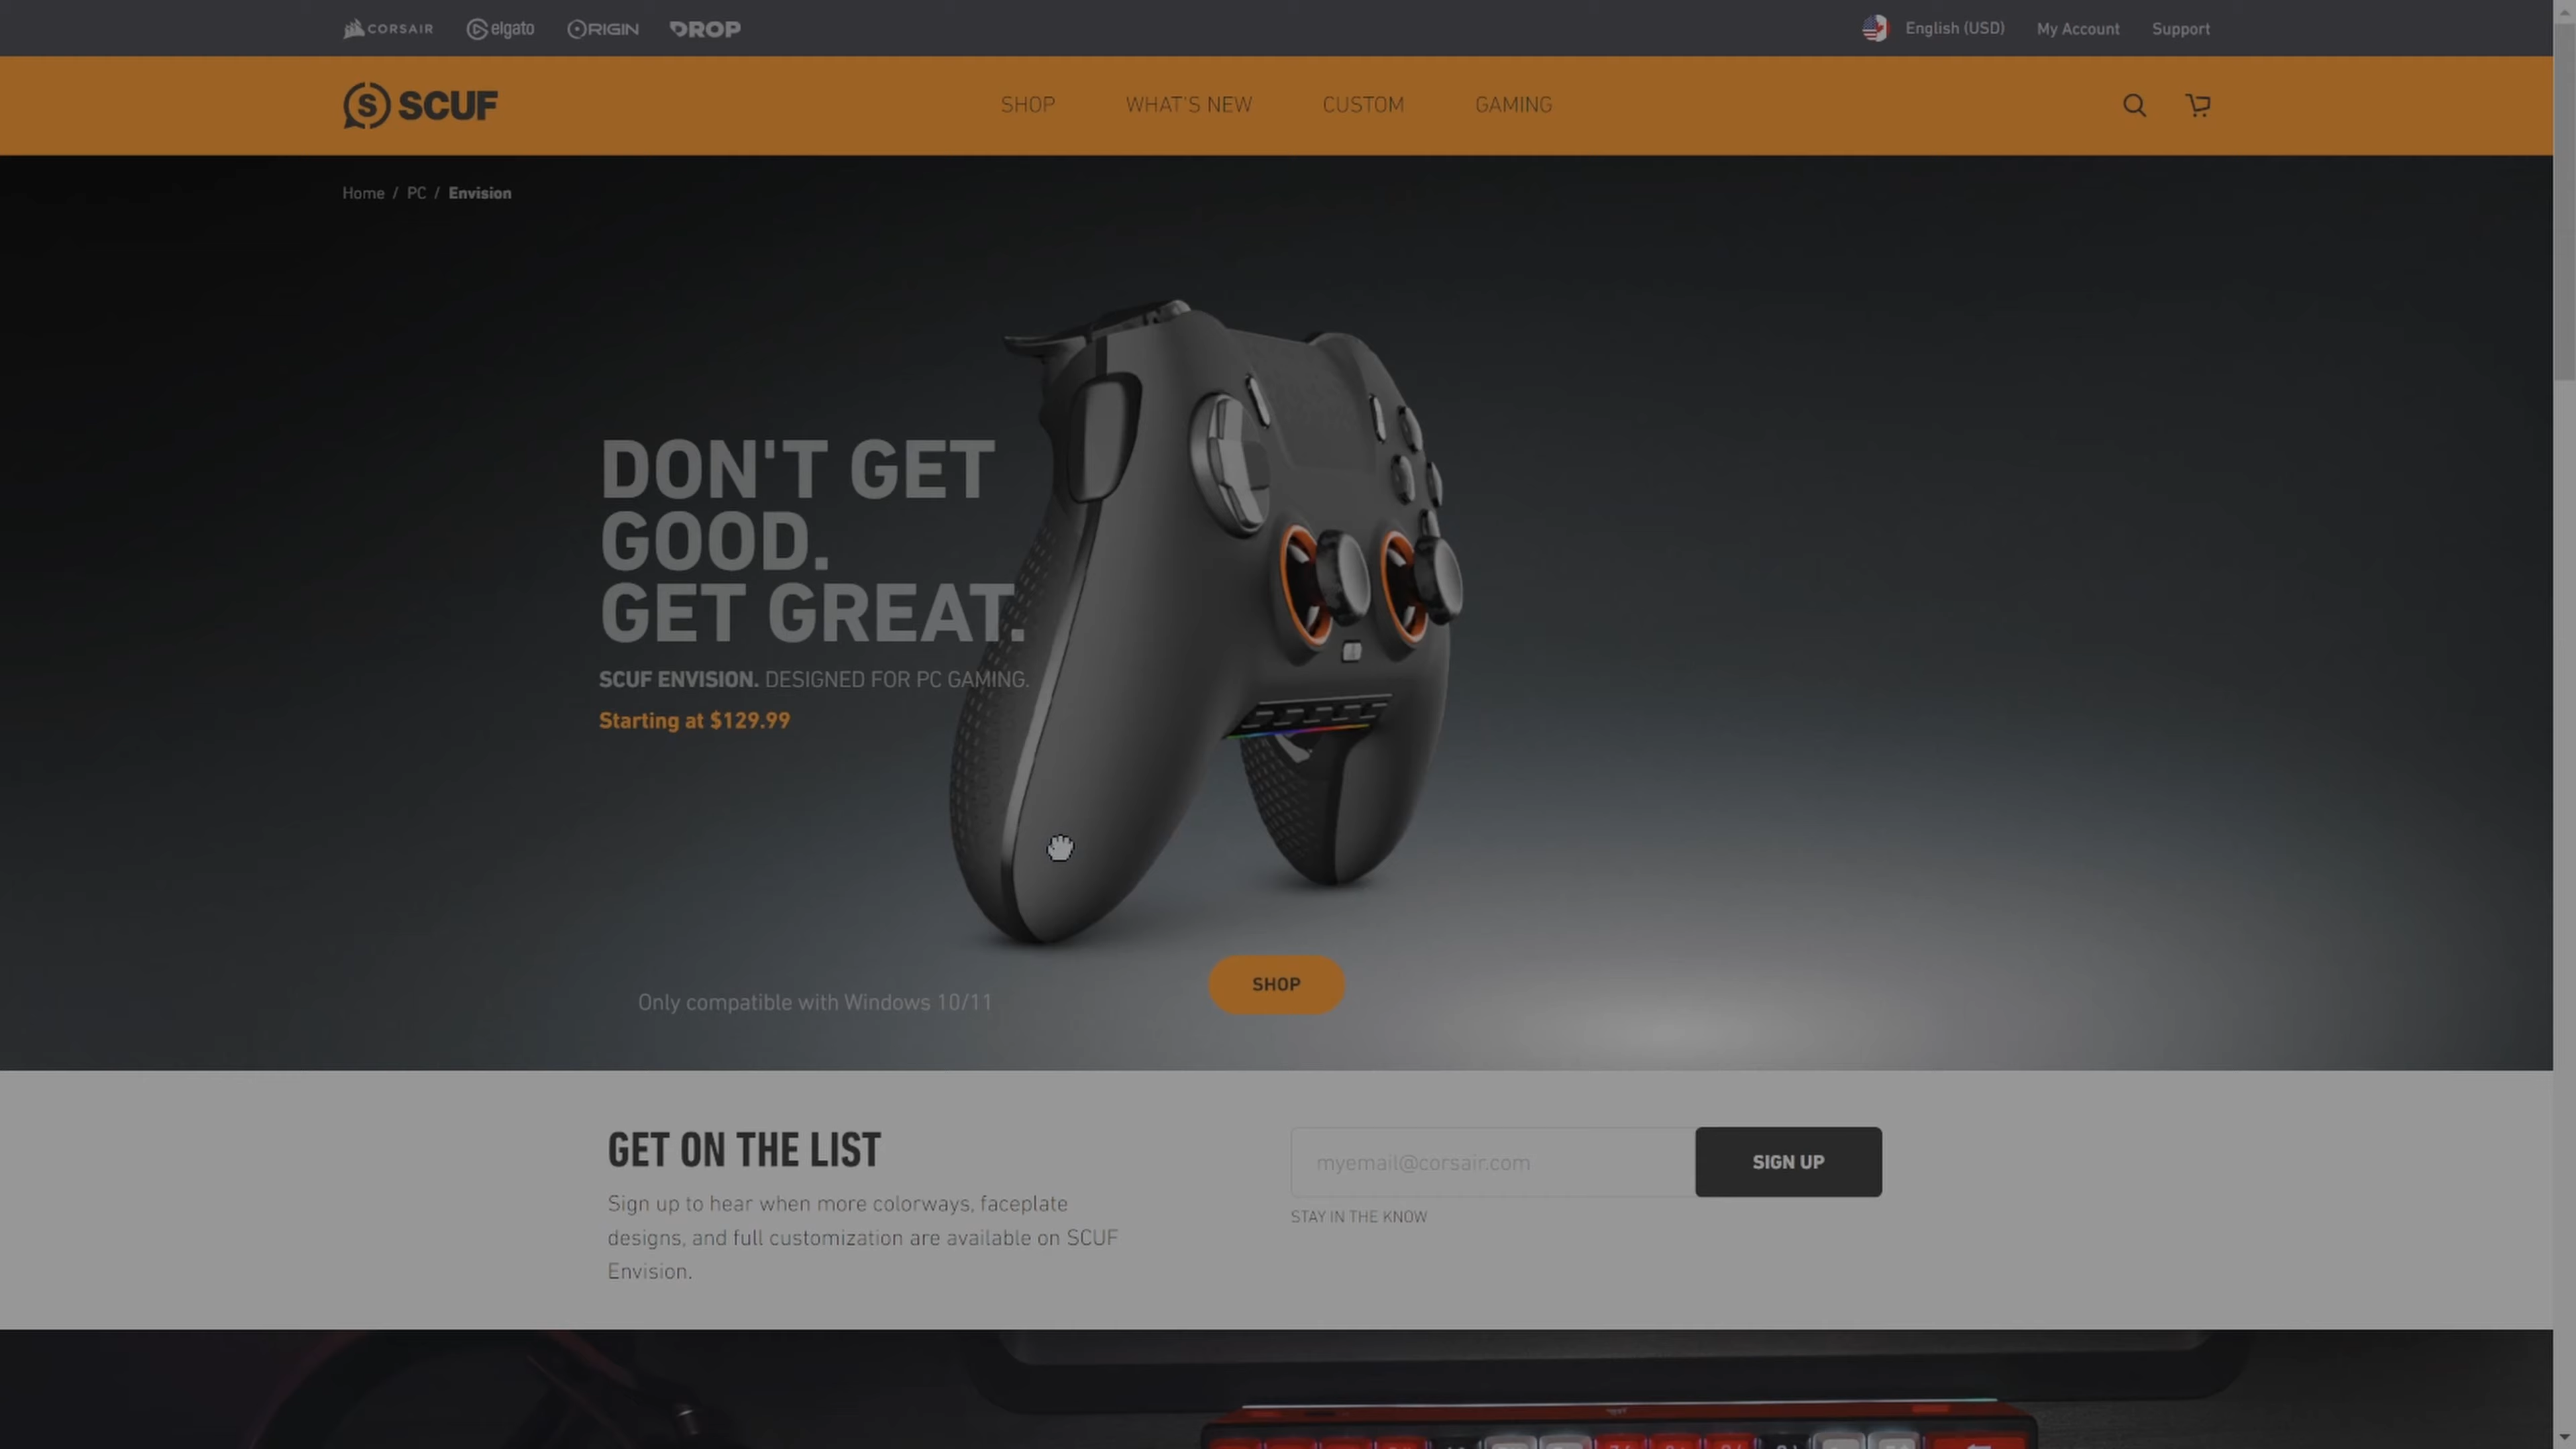 CORSAIR elgato ORIGIN DROP
English (USD) My Account Support
SCUF
SHOP WHAT'S NEW CUSTOM GAMING
Home / PC / Envision
DON'T GET
GOOD.
GET GREAT.
SCUF ENVISION. DESIGNED FOR PC GAMING.
Starting at $129.99
SHOP
Only compatible with Windows 10/11
GET ON THE LIST
Sign up to hear when more colorways, faceplate
designs, and full customization are available on SCUF
Envision.
myemail@corsair.com
SIGN UP
STAY IN THE KNOW